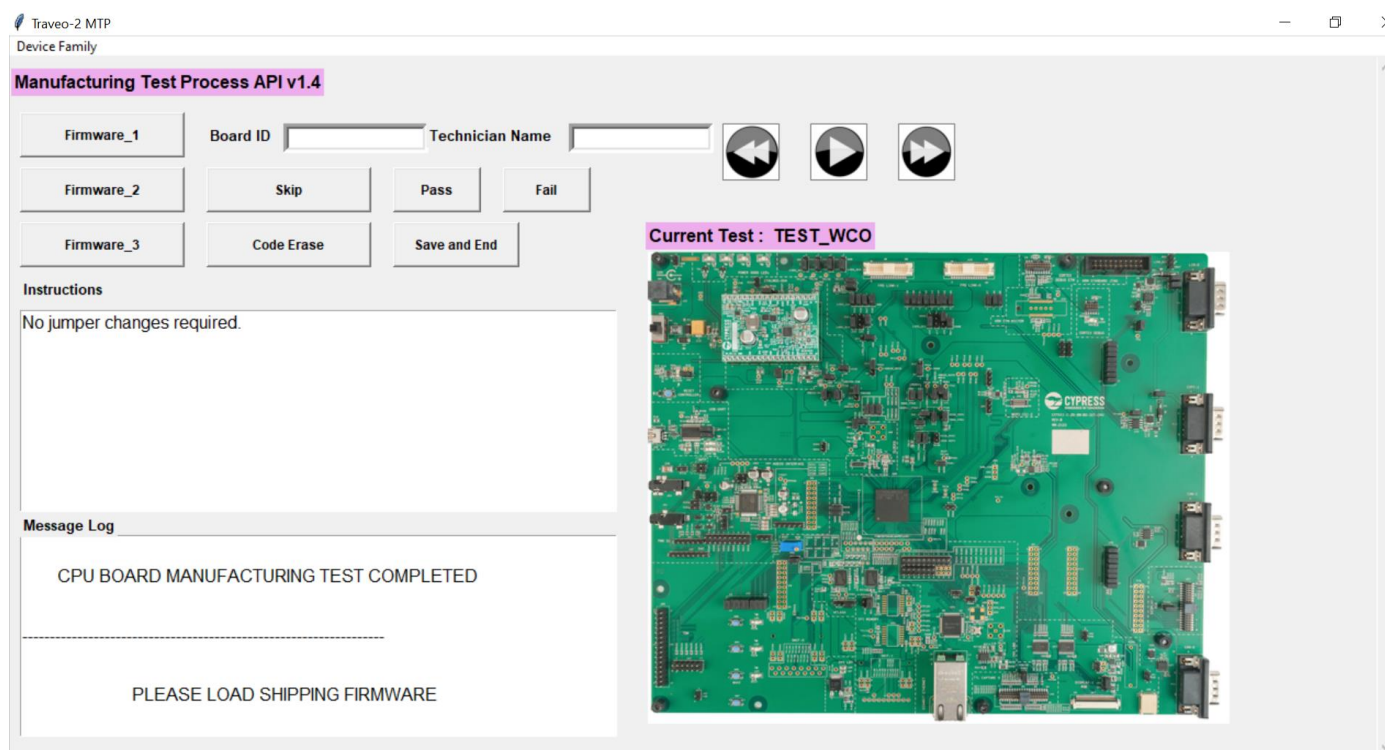 Traveo-2 MTP
Device Family
Manufacturing Test Process API v1.4
Firmware_1
Board ID
Technician Name
Firmware_2
Skip
Pass
Fail
Firmware_3
Code Erase
Save and End
Current Test : TEST_WCO
Instructions
No jumper changes required.
CYPRESS
Message Log
CPU BOARD MANUFACTURING TEST COMPLETED
--------------------------------------------------------------------
PLEASE LOAD SHIPPING FIRMWARE